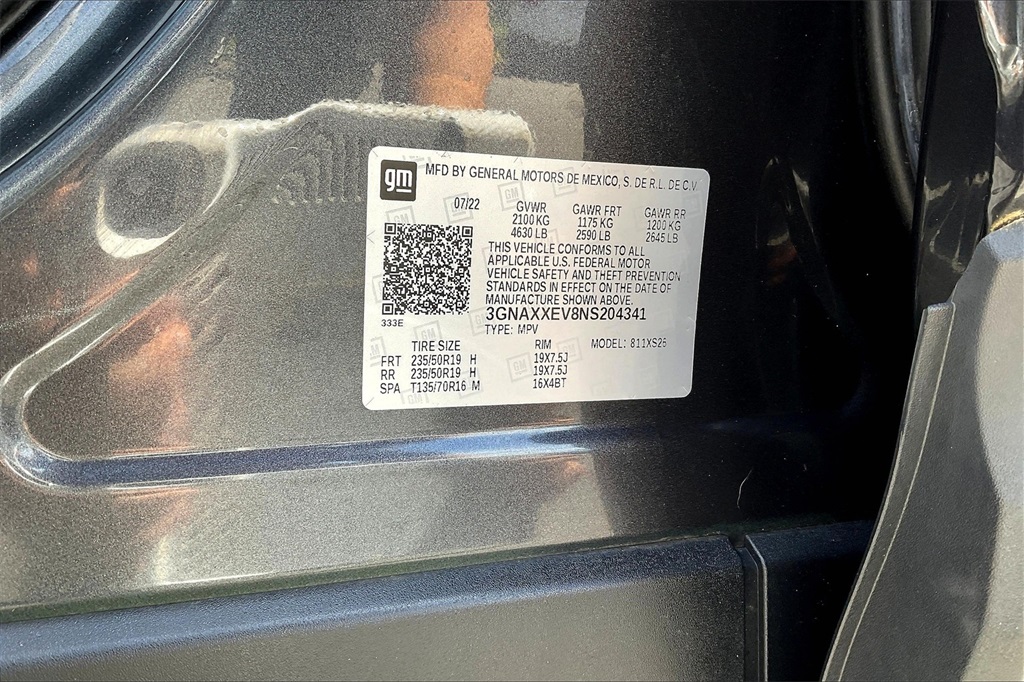 gm MFD BY GENERAL MOTORS DE MEXICO, S. DE R.L. DE C.V.
07/22 GVWR GAWR FRT GAWR RR
2100 KG 1175 KG 1200 KG
4630 LB 2590 LB 2645 LB
THIS VEHICLE CONFORMS TO ALL
APPLICABLE U.S. FEDERAL MOTOR
VEHICLE SAFETY AND THEFT PREVENTION
STANDARDS IN EFFECT ON THE DATE OF
MANUFACTURE SHOWN ABOVE.
3GNAXXEV8NS204341
333E TYPE: MPV
TIRE SIZE RIM MODEL: 811XS26
FRT 235/50R19 H 19X7.5J
RR 235/50R19 H 19X7.5J
SPA T135/70R16 M 16X4BT